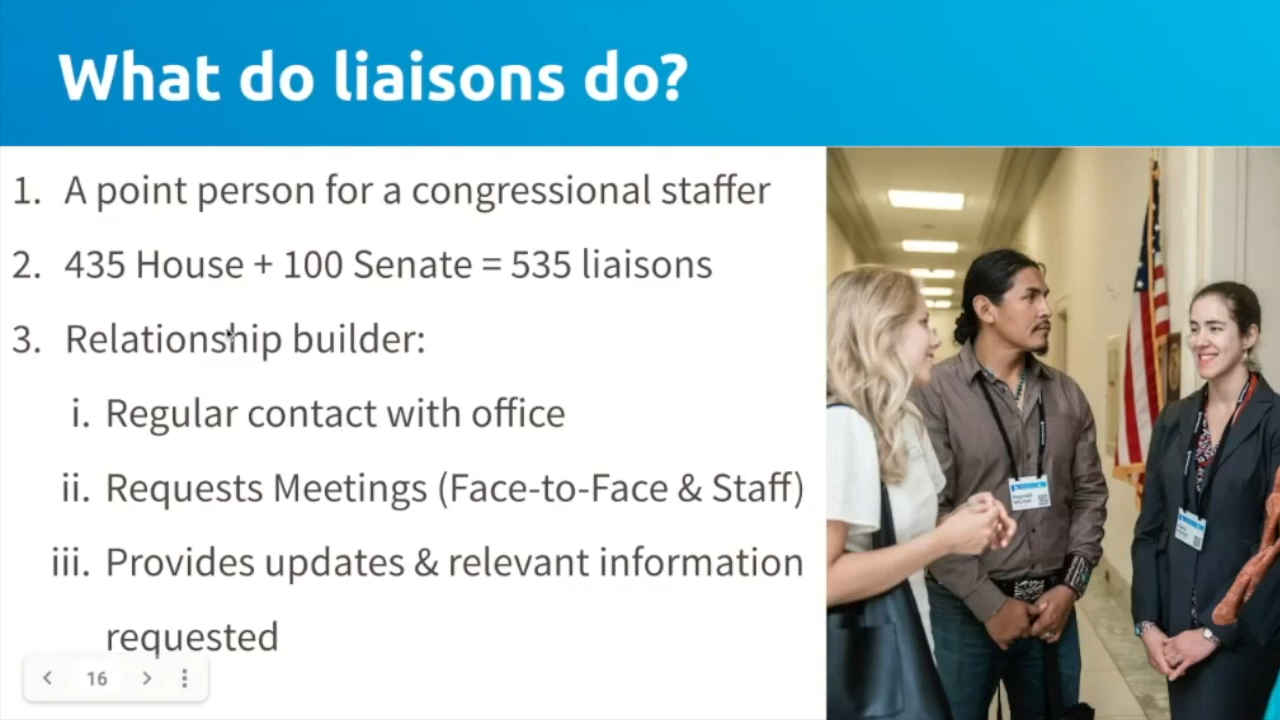 What do liaisons do?
1. A point person for a congressional staffer
2. 435 House + 100 Senate = 535 liaisons
3. Relationship builder:
i. Regular contact with office
ii. Requests Meetings (Face-to-Face & Staff)
iii. Provides updates & relevant information
requested
16